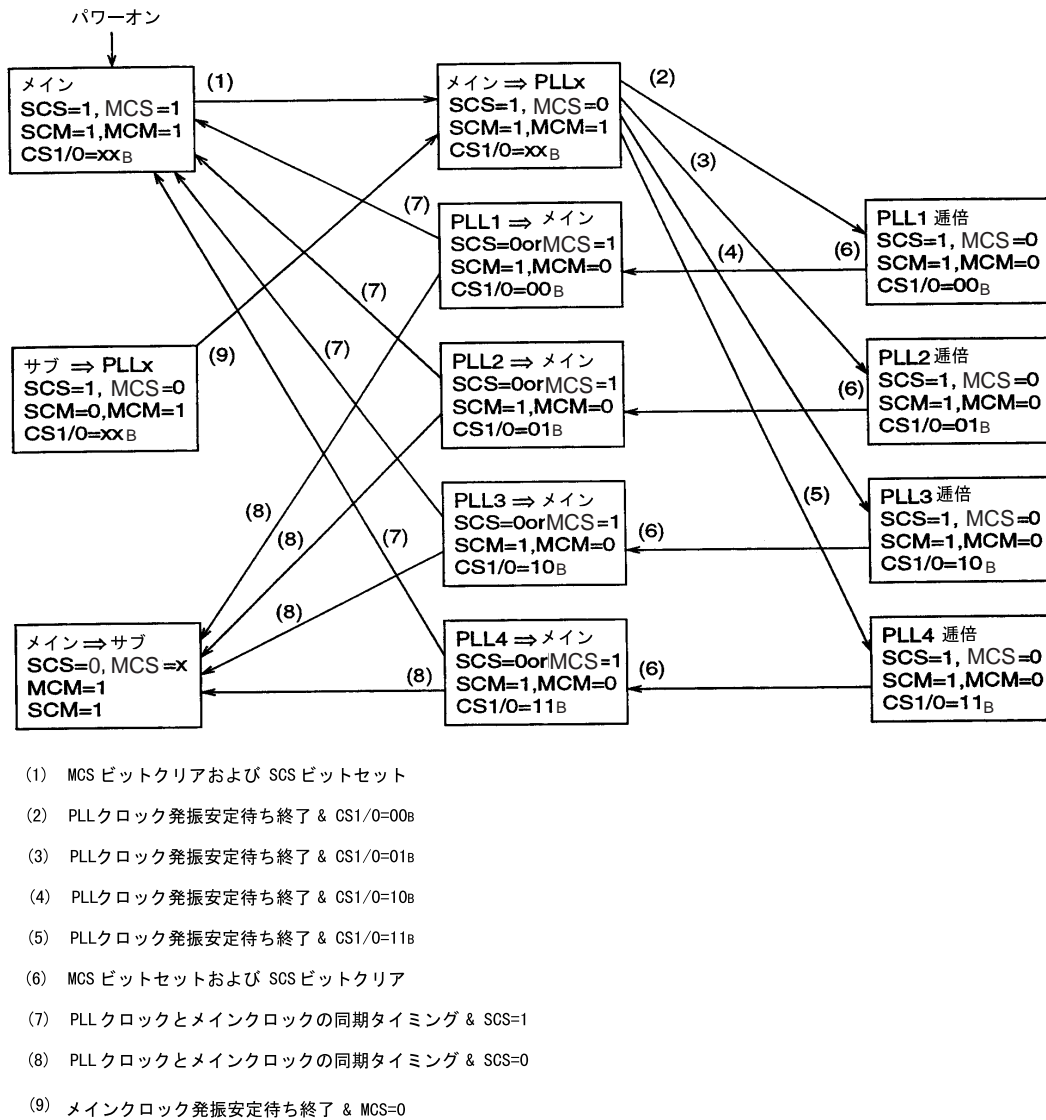 パワーオン
メイン
SCS=1, MCS=1
SCM=1,MCM=1
CS1/0=xxB
(1)
メイン ⇒ PLLx
SCS=1, MCS=0
SCM=1,MCM=1
CS1/0=xxB
(2)
(3)
(7)
PLL1 ⇒ メイン
SCS=0orMCS=1
SCM=1,MCM=0
CS1/0=00B
(4)
(6)
PLL1 逓倍
SCS=1, MCS=0
SCM=1,MCM=0
CS1/0=00B
(7)
サブ ⇒ PLLx
SCS=1, MCS=0
SCM=0,MCM=1
CS1/0=xxB
(9)
(7)
PLL2 ⇒ メイン
SCS=0orMCS=1
SCM=1,MCM=0
CS1/0=01B
(6)
PLL2 逓倍
SCS=1, MCS=0
SCM=1,MCM=0
CS1/0=01B
(8)
(8)
(7)
PLL3 ⇒ メイン
SCS=0orMCS=1
SCM=1,MCM=0
CS1/0=10B
(5)
(6)
PLL3 逓倍
SCS=1, MCS=0
SCM=1,MCM=0
CS1/0=10B
(8)
メイン ⇒ サブ
SCS=0, MCS=x
MCM=1
SCM=1
(8)
PLL4 ⇒ メイン
SCS=0orMCS=1
SCM=1,MCM=0
CS1/0=11B
(6)
PLL4 逓倍
SCS=1, MCS=0
SCM=1,MCM=0
CS1/0=11B
(1) MCS ビットクリアおよび SCS ビットセット
(2) PLLクロック発振安定待ち終了 & CS1/0=00B
(3) PLLクロック発振安定待ち終了 & CS1/0=01B
(4) PLLクロック発振安定待ち終了 & CS1/0=10B
(5) PLLクロック発振安定待ち終了 & CS1/0=11B
(6) MCS ビットセットおよび SCS ビットクリア
(7) PLL クロックとメインクロックの同期タイミング & SCS=1
(8) PLL クロックとメインクロックの同期タイミング & SCS=0
(9) メインクロック発振安定待ち終了 & MCS=0